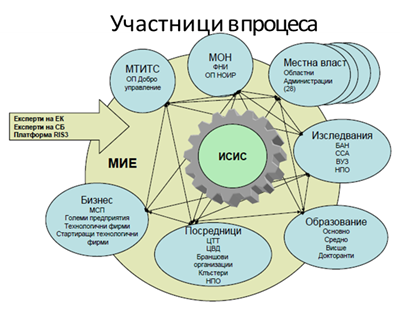 Участници в процеса
МТИТС
ОП Добро
управление
МОН
ФНИ
ОП НОИР
Местна власт
Областни
Администрации
(28)
Експерти на ЕК
Експерти на СБ
Платформа RIS3
МИЕ
ИСИС
Изследвания
БАН
ССА
ВУЗ
НПО
Бизнес
МСП
Големи предприятия
Технологични фирми
Стартиращи технологични
фирми
Посредници
ЦТТ
ЦВД
Браншови
организации
Клъстери
НПО
Образование
Основно
Средно
Висше
Докторанти